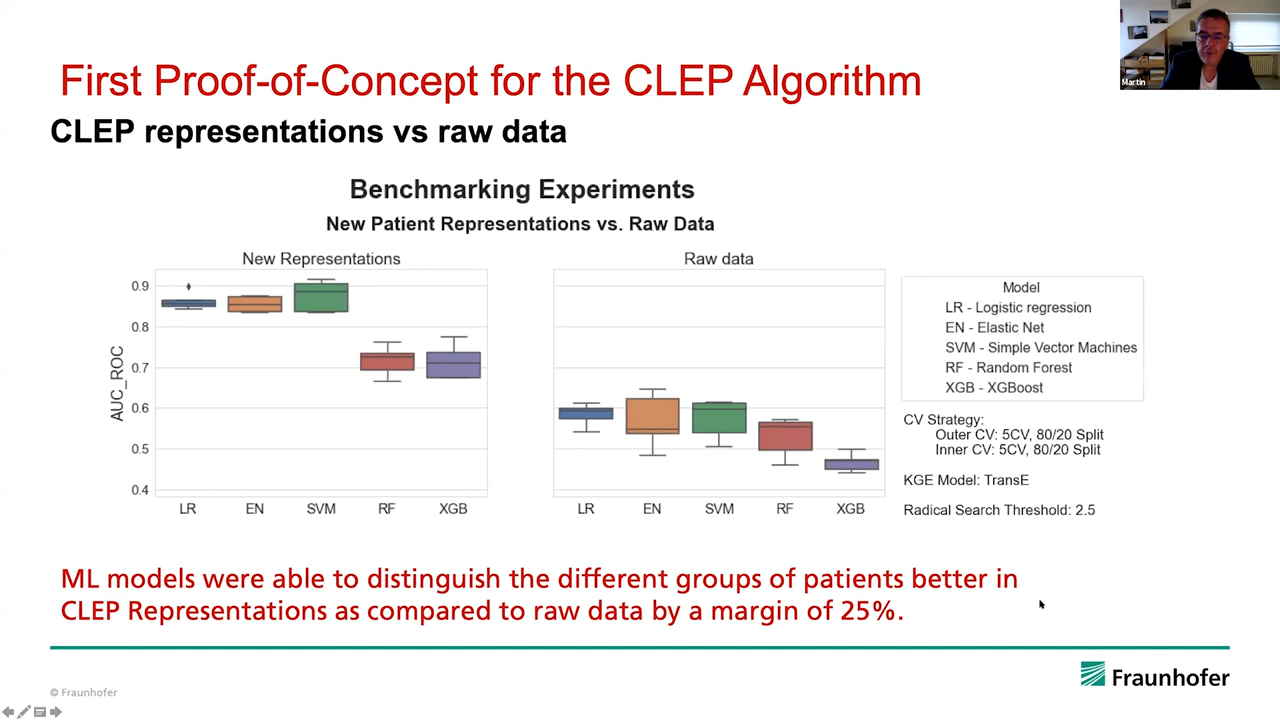 Martin
First Proof-of-Concept for the CLEP Algorithm
CLEP representations vs raw data
Benchmarking Experiments
New Patient Representations vs. Raw Data
New Representations
Raw data
AUC_ROC
0.9
0.8
0.7
0.6
0.5
0.4
LR EN SVM RF XGB
LR EN SVM RF XGB
Model
LR - Logistic regression
EN - Elastic Net
SVM - Simple Vector Machines
RF - Random Forest
XGB - XGBoost
CV Strategy:
Outer CV: 5CV, 80/20 Split
Inner CV: 5CV, 80/20 Split
KGE Model: TransE
Radical Search Threshold: 2.5
ML models were able to distinguish the different groups of patients better in
CLEP Representations as compared to raw data by a margin of 25%.
Fraunhofer
© Fraunhofer